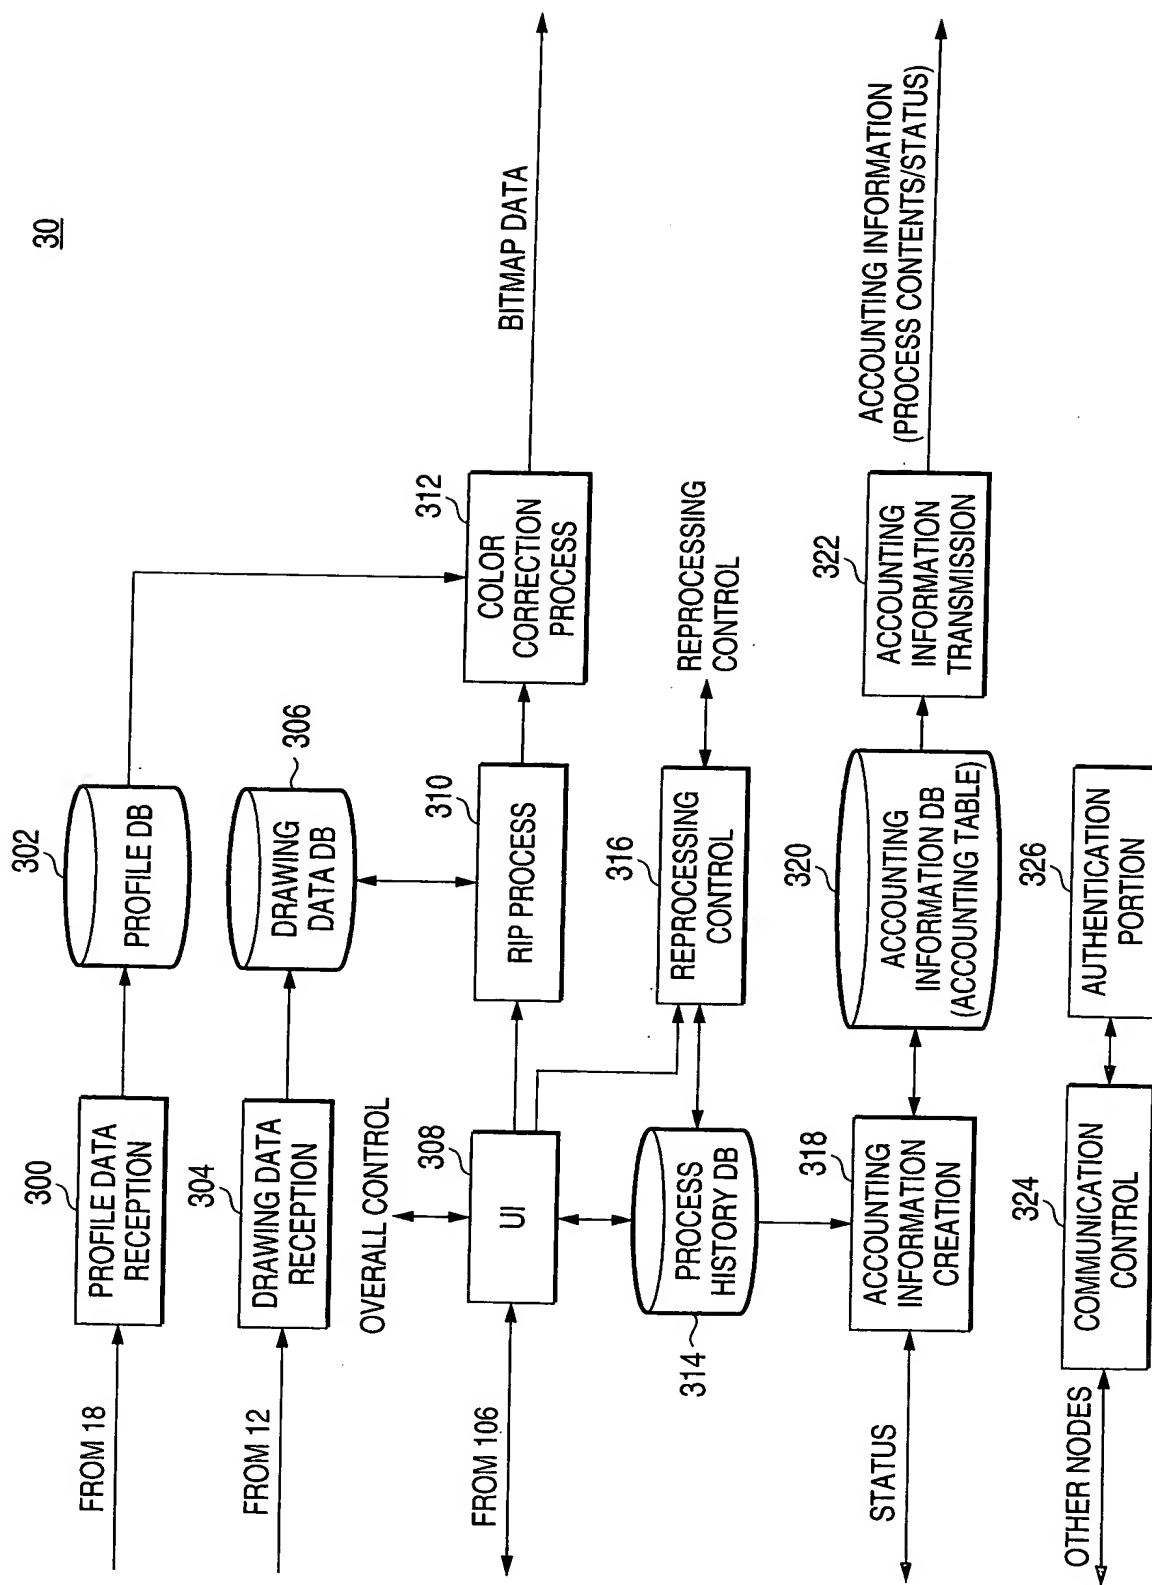 30
FROM 18
300
PROFILE DATA
RECEPTION
302
PROFILE DB
FROM 12
304
DRAWING DATA
RECEPTION
306
DRAWING
DATA DB
OVERALL CONTROL
FROM 106
308
UI
310
RIP PROCESS
312
COLOR
CORRECTION
PROCESS
BITMAP DATA
314
PROCESS
HISTORY DB
316
REPROCESSING
CONTROL
REPROCESSING
CONTROL
STATUS
318
ACCOUNTING
INFORMATION
CREATION
320
ACCOUNTING
INFORMATION DB
(ACCOUNTING TABLE)
322
ACCOUNTING
INFORMATION
TRANSMISSION
ACCOUNTING INFORMATION
(PROCESS CONTENTS/STATUS)
OTHER NODES
324
COMMUNICATION
CONTROL
326
AUTHENTICATION
PORTION